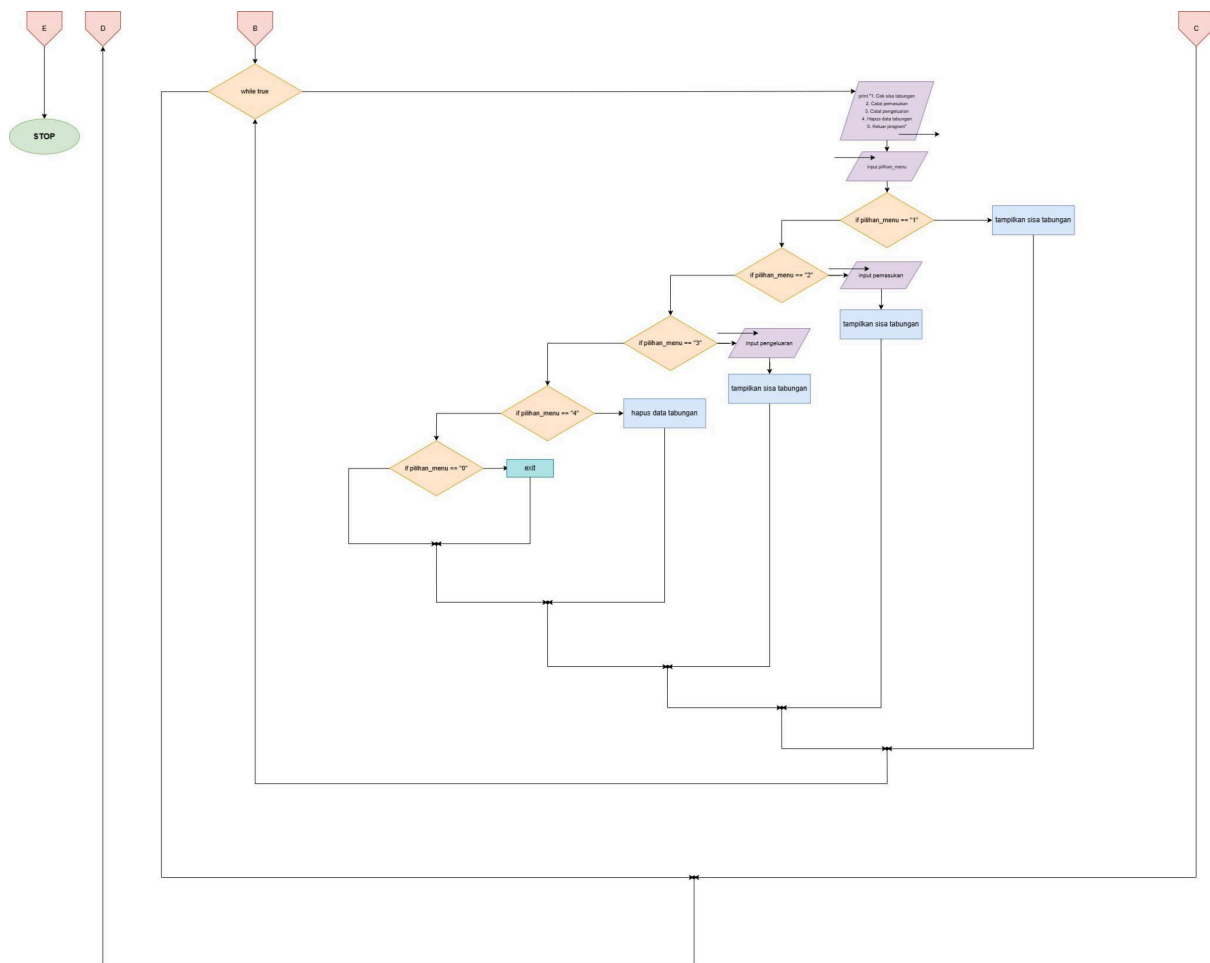 E
D
B
C
while true
print "1. Cek sisa tabungan
2. Catat pemasukan
3. Catat pengeluaran
4. Hapus data tabungan
0. Keluar program"
STOP
input pilihan_menu
if pilihan_menu == "1"
tampilkan sisa tabungan
if pilihan_menu == "2"
input pemasukan
tampilkan sisa tabungan
if pilihan_menu == "3"
input pengeluaran
tampilkan sisa tabungan
if pilihan_menu == "4"
hapus data tabungan
if pilihan_menu == "0"
exit